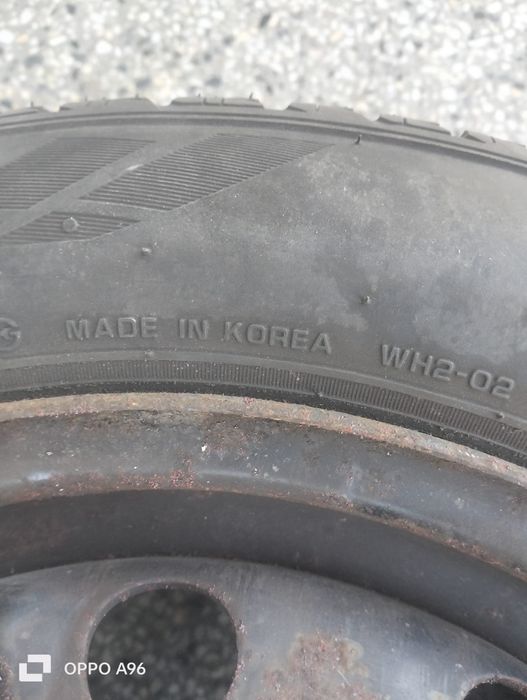 G MADE IN KOREA WH2-02
OPPO A96